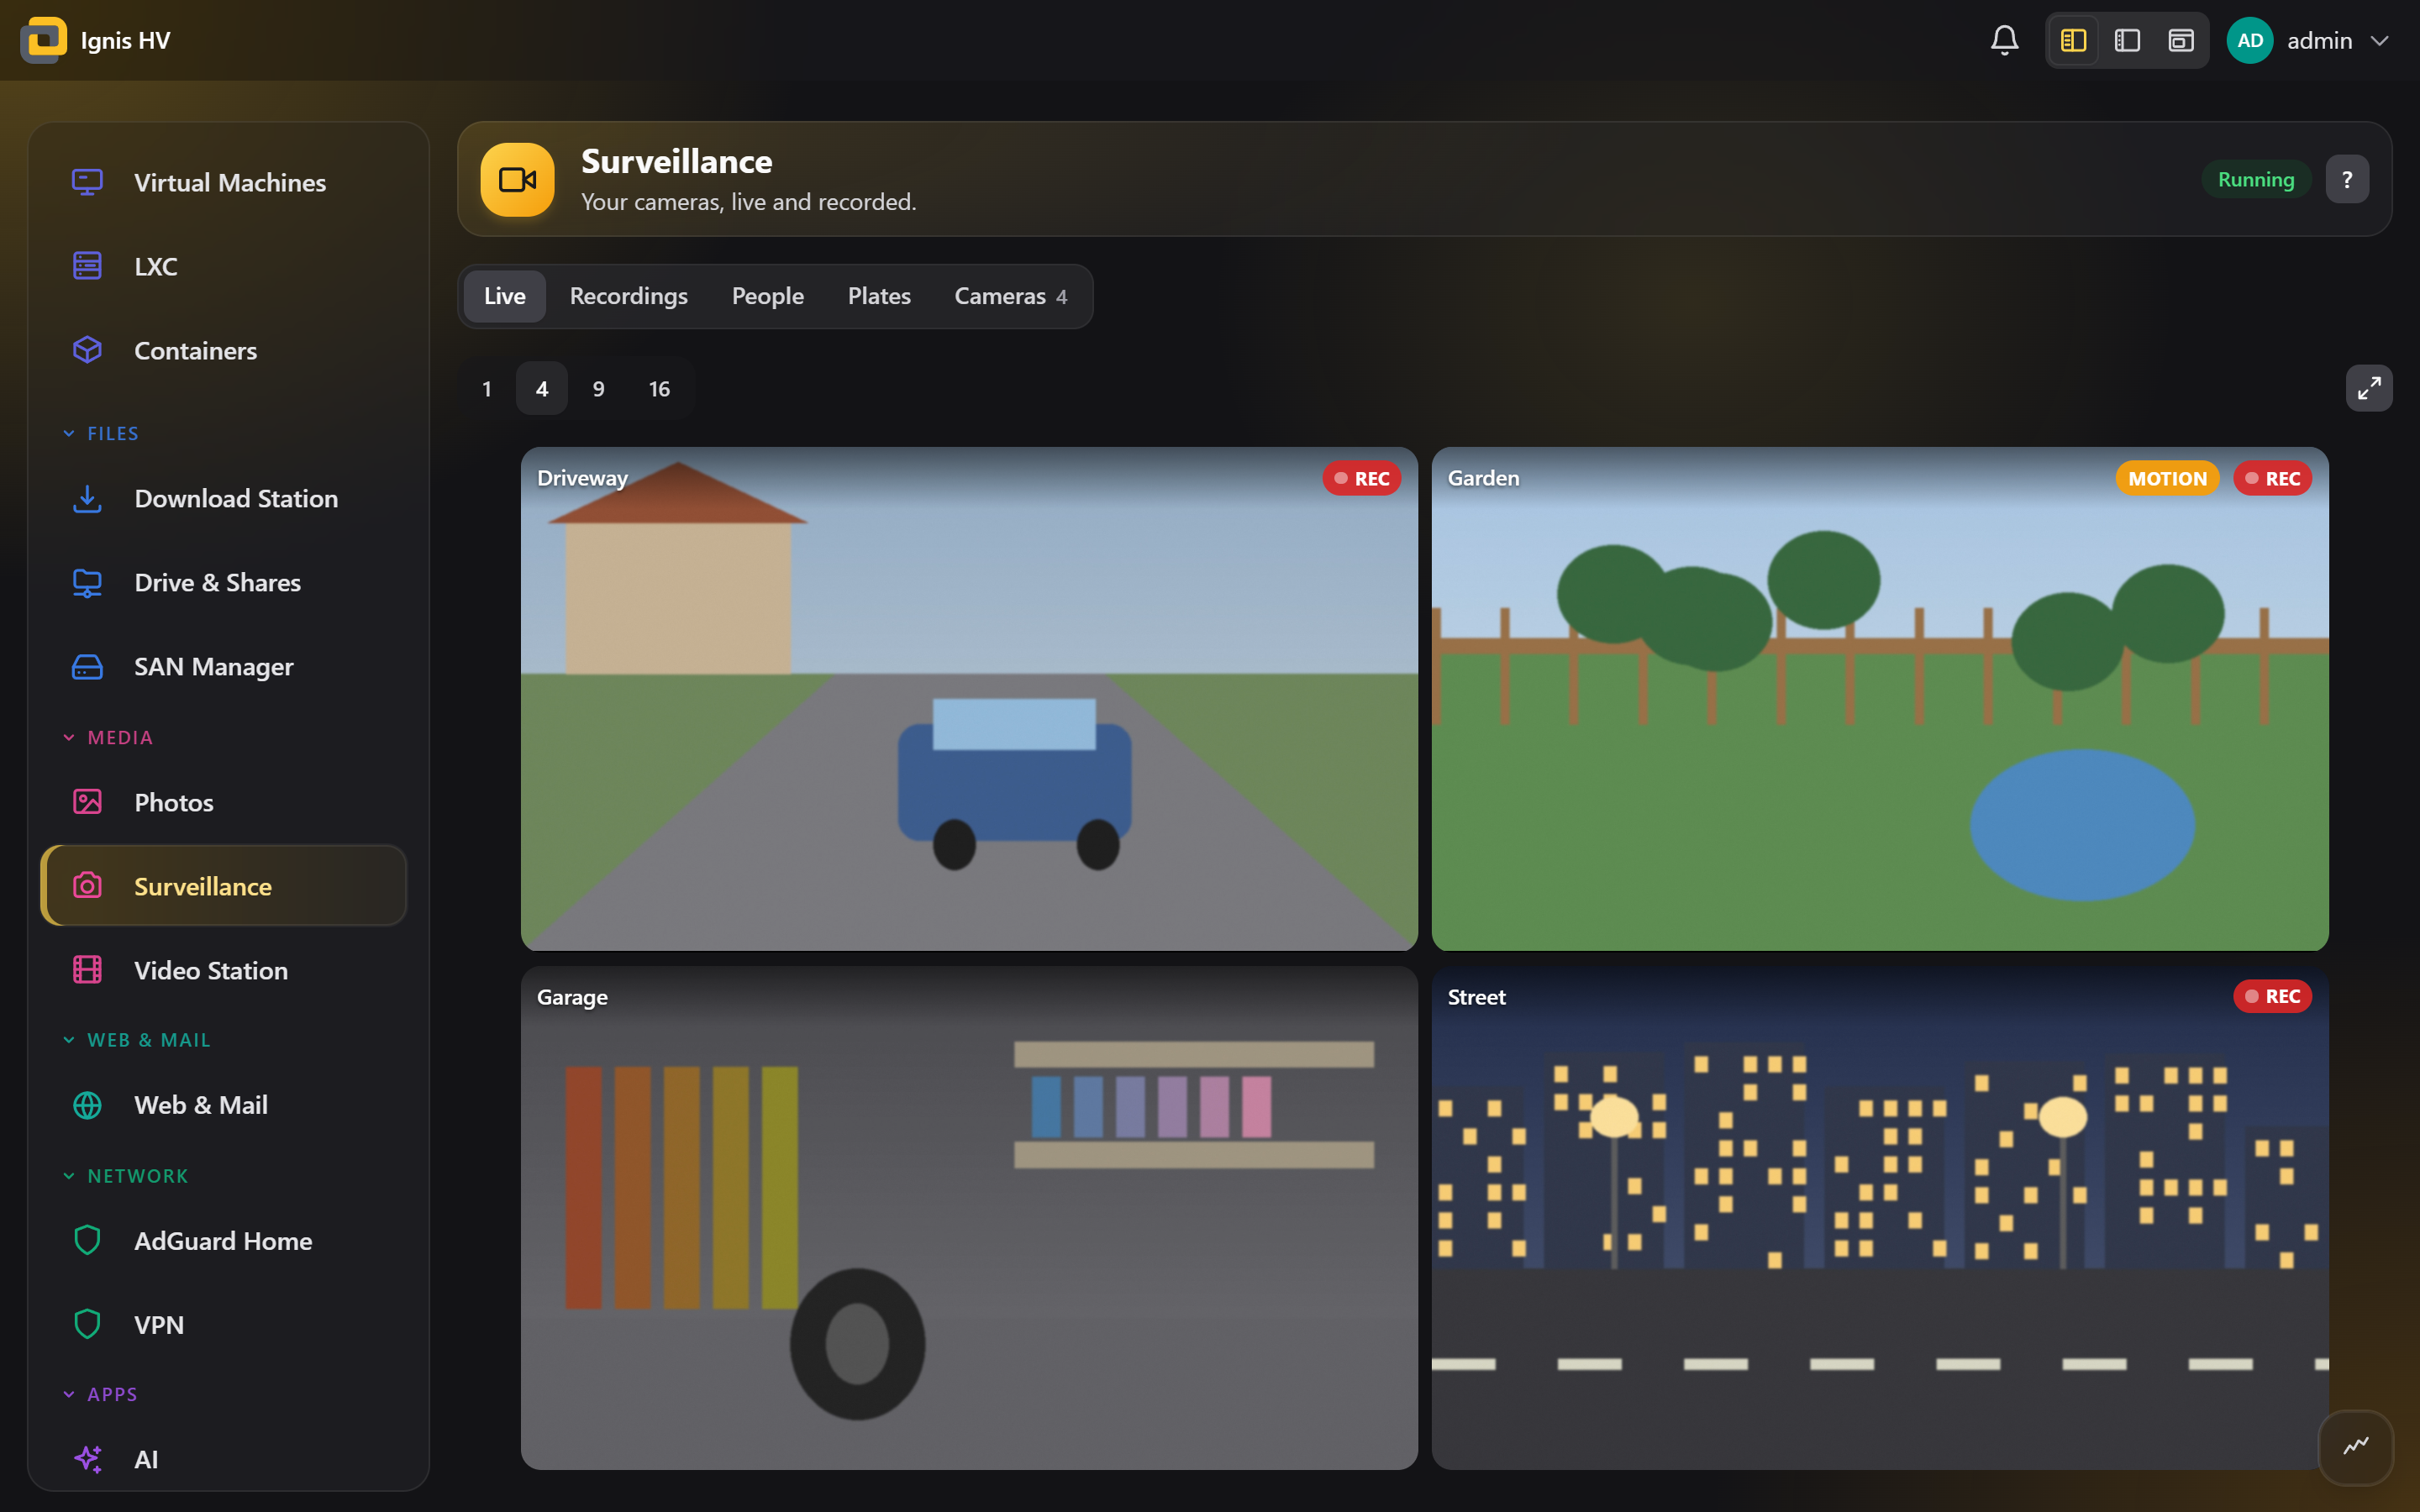 Ignis HV
AD admin
Virtual Machines
LXC
Containers
FILES
Download Station
Drive & Shares
SAN Manager
MEDIA
Photos
Surveillance
Video Station
WEB & MAIL
Web & Mail
NETWORK
AdGuard Home
VPN
APPS
AI
Surveillance
Your cameras, live and recorded.
Running ?
Live Recordings People Plates Cameras 4
1 4 9 16
Driveway REC
Garden MOTION REC
Garage
Street REC